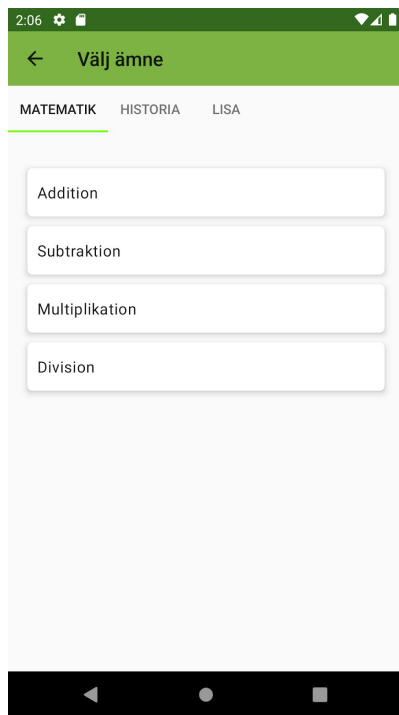 2:06
Välj ämne
MATEMATIK HISTORIA LISA
Addition
Subtraktion
Multiplikation
Division